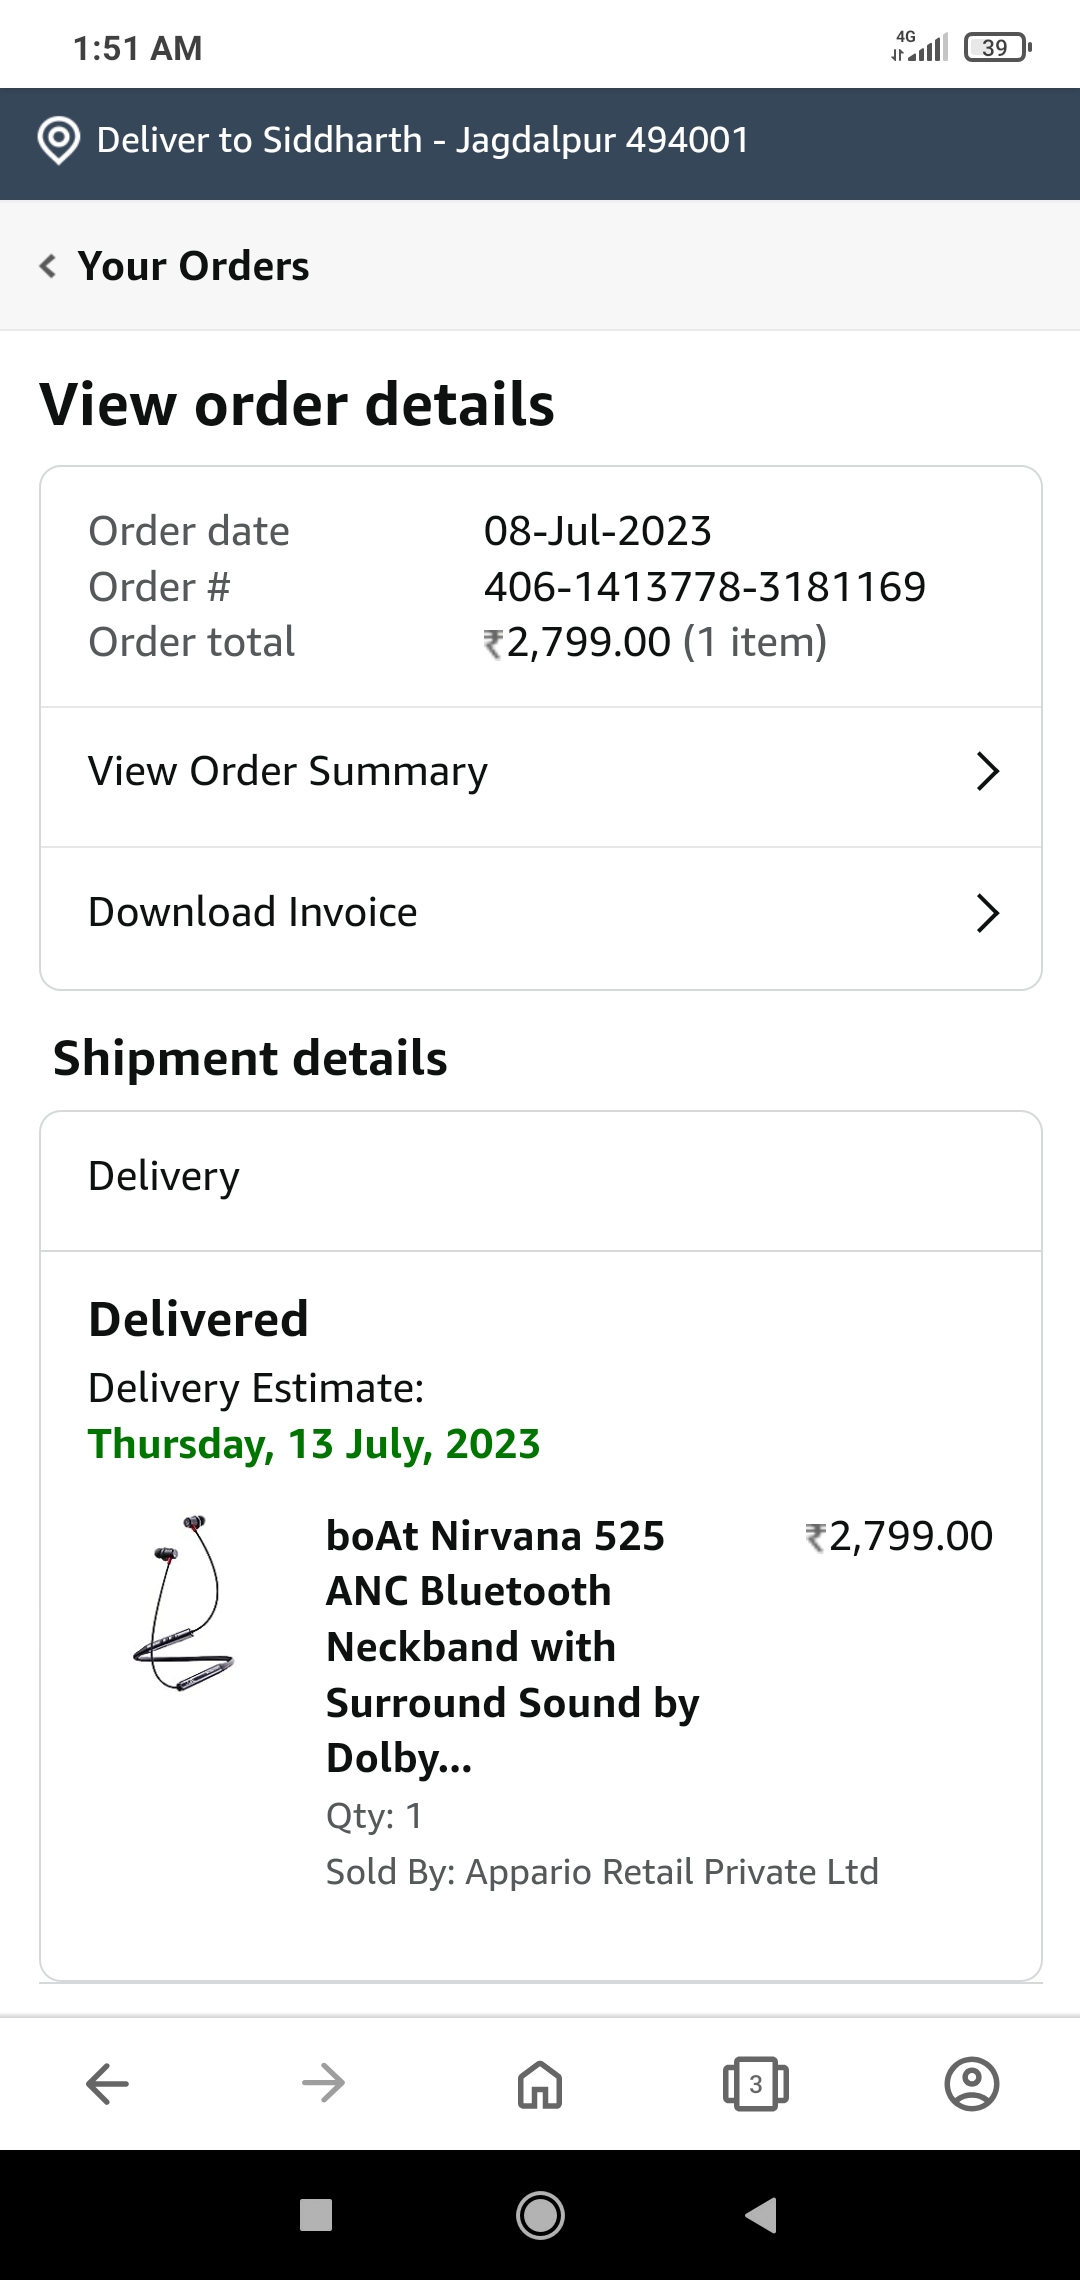 1:51 AM
4G
39
Deliver to Siddharth - Jagdalpur 494001
Your Orders
View order details
Order date 08-Jul-2023
Order # 406-1413778-3181169
Order total ₹2,799.00 (1 item)
View Order Summary
Download Invoice
Shipment details
Delivery
Delivered
Delivery Estimate:
Thursday, 13 July, 2023
boAt Nirvana 525 ₹2,799.00
ANC Bluetooth
Neckband with
Surround Sound by
Dolby...
Qty: 1
Sold By: Appario Retail Private Ltd
3